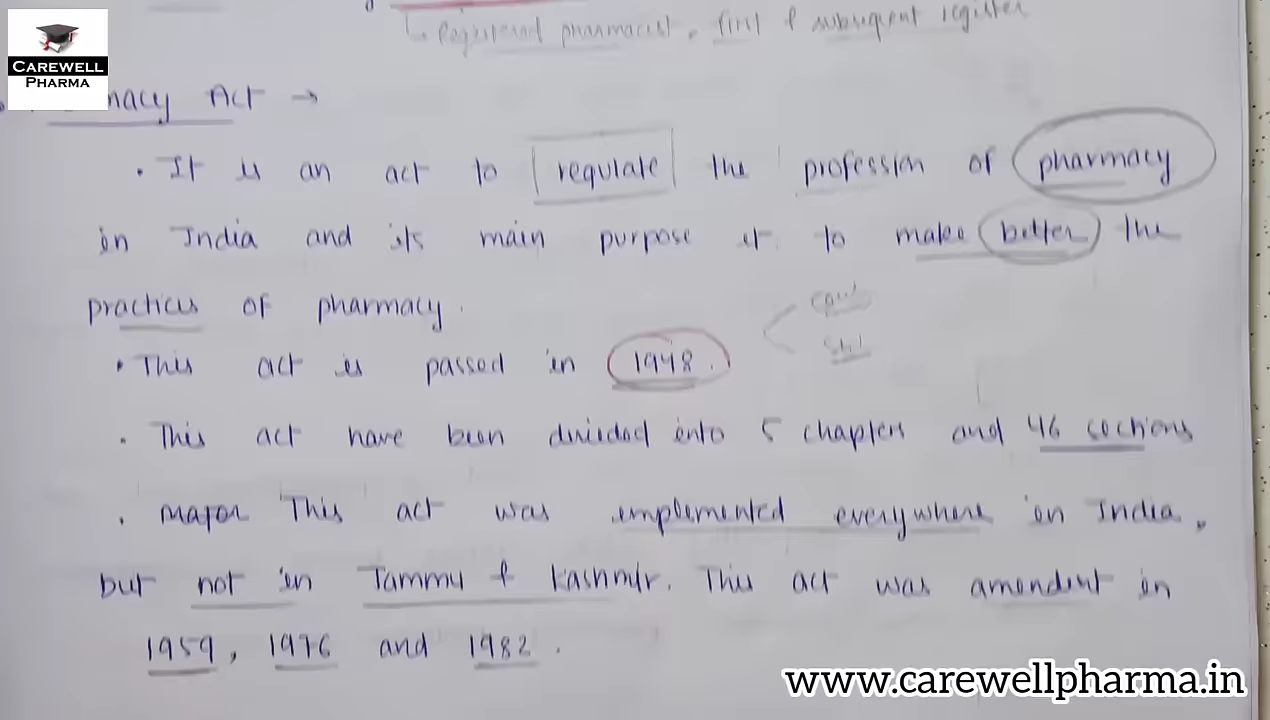 ↳ Registered pharmacist, first & subsequent register
CAREWELL
PHARMA
macy Act →
• It is an act to regulate the profession of pharmacy
in India and its main purpose it to make better the
practices of pharmacy.
• This act is passed in 1948.
• This act have been divided into 5 chapters and 46 sections
• Major This act was implemented everywhere in India,
but not in Jammu & Kashmir. This act was amendent in
1959, 1976 and 1982.
www.carewellpharma.in